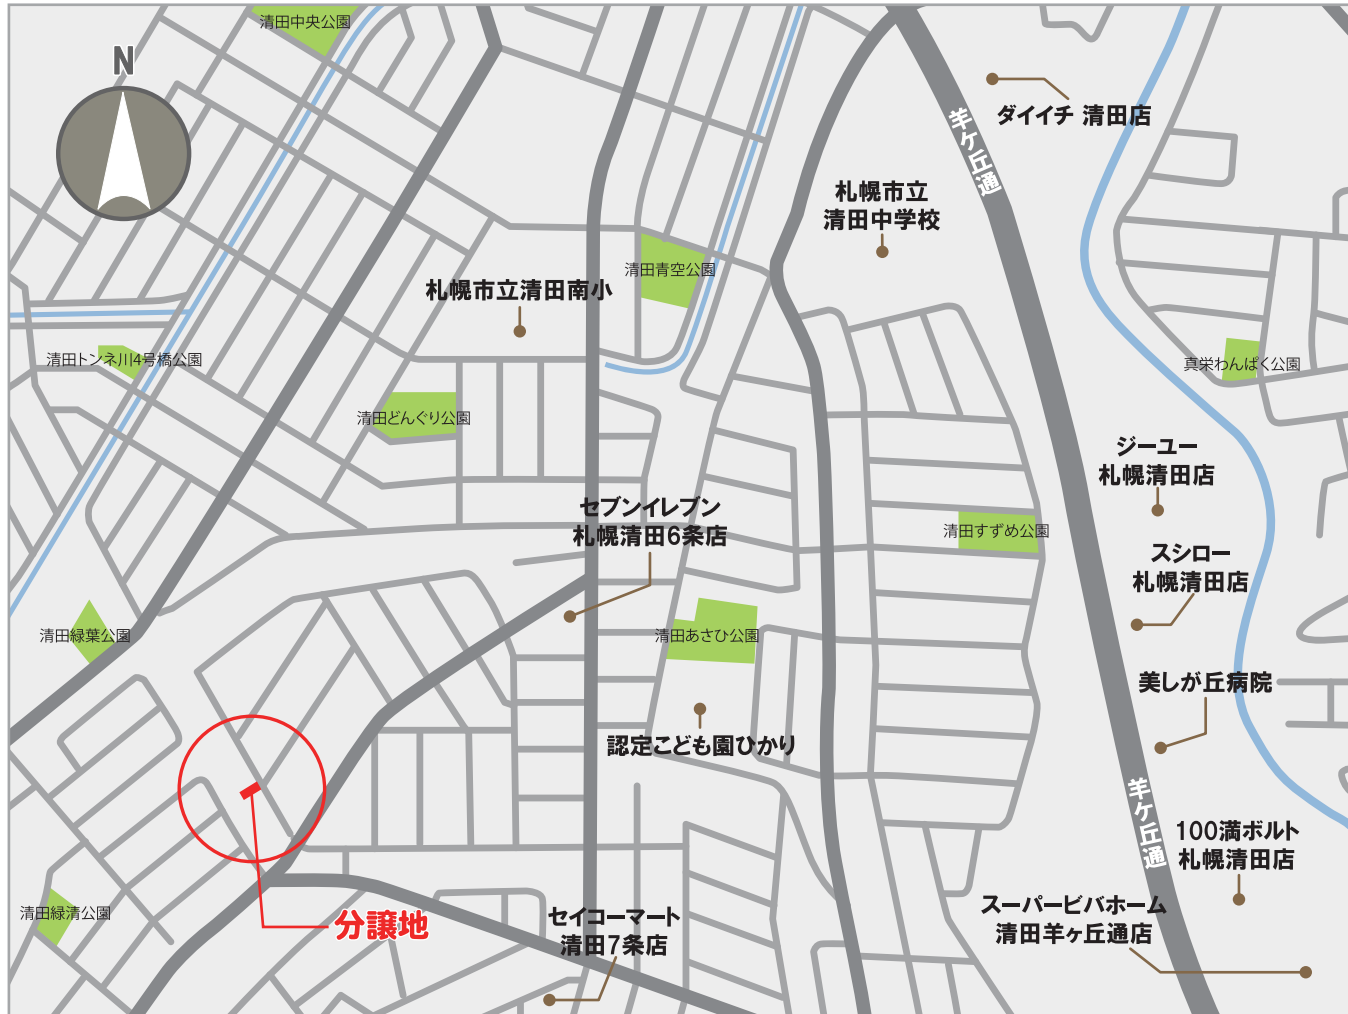 清田中央公園
N
ダイイチ 清田店
羊ケ丘通
札幌市立
清田中学校
清田青空公園
札幌市立清田南小
清田トンネ川4号橋公園
真栄わんぱく公園
清田どんぐり公園
ジーユー
札幌清田店
セブンイレブン
札幌清田6条店
清田すずめ公園
スシロー
札幌清田店
清田緑葉公園
清田あさひ公園
美しが丘病院
認定こども園ひかり
羊ケ丘通
100満ボルト
札幌清田店
清田緑清公園
分譲地
セイコーマート
清田7条店
スーパービバホーム
清田羊ヶ丘通店